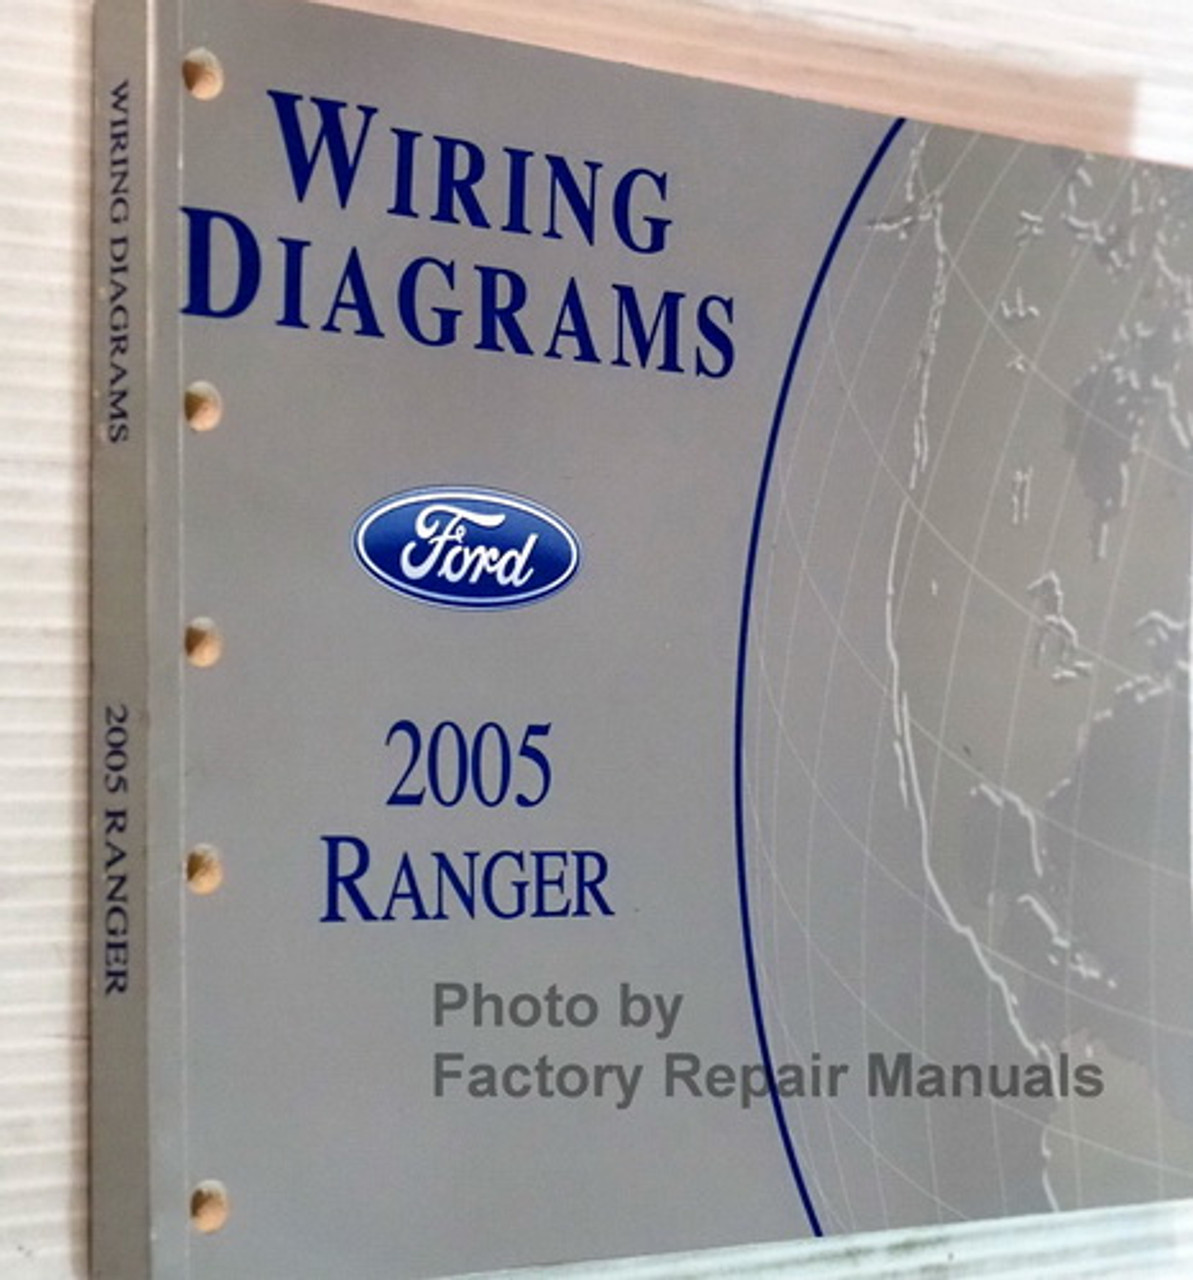 WIRING DIAGRAMS
2005 RANGER
WIRING
DIAGRAMS
Ford
2005
RANGER
Photo by
Factory Repair Manuals